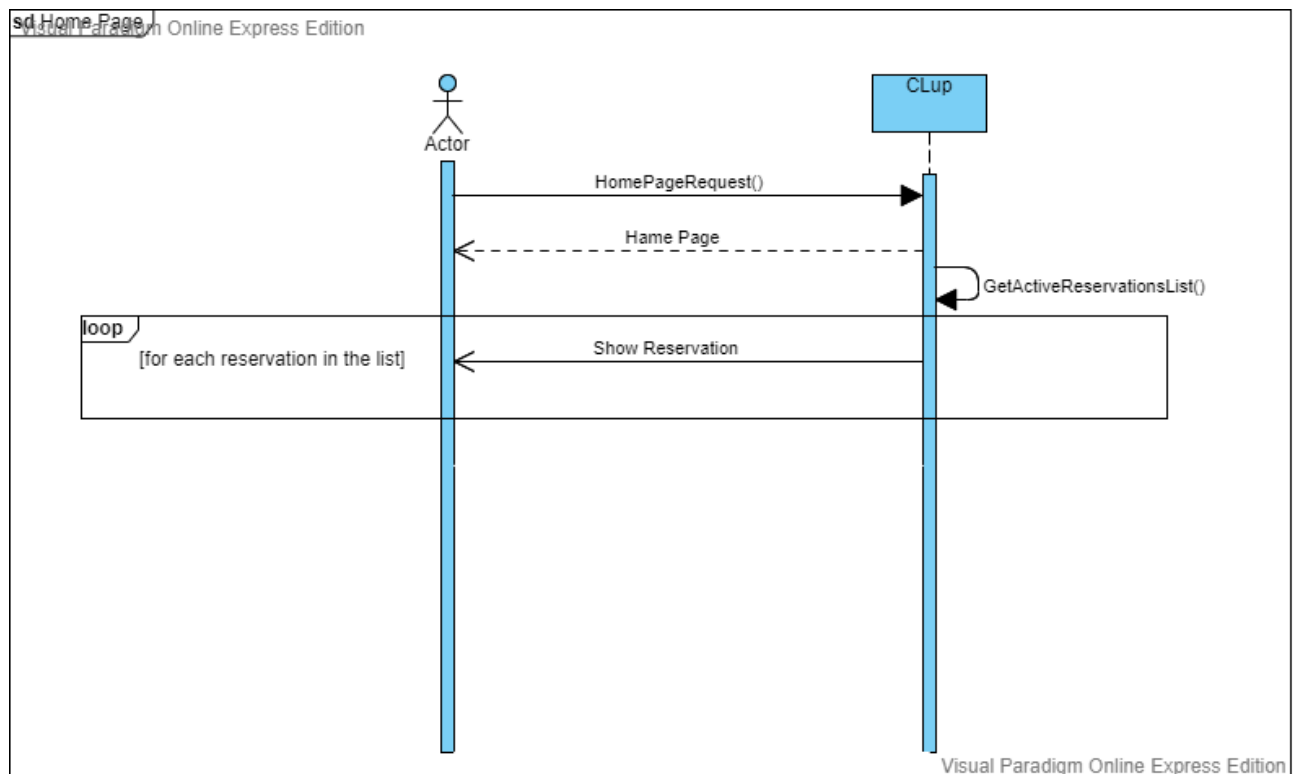 sd Home Page
Visual Paradigm Online Express Edition
CLup
Actor
HomePageRequest()
Hame Page
GetActiveReservationsList()
loop
Show Reservation
[for each reservation in the list]
Visual Paradigm Online Express Edition